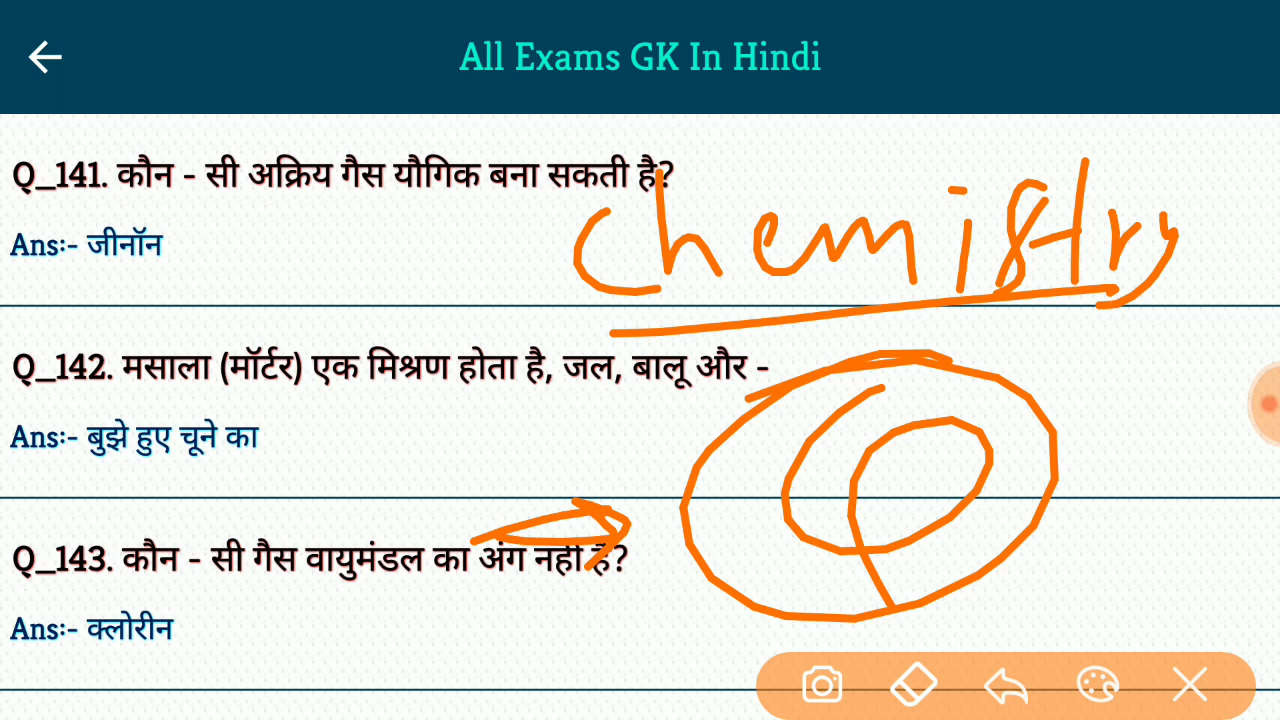 All Exams GK In Hindi
Q_141. कौन - सी अक्रिय गैस यौगिक बना सकती है?
Ans:- जीनॉन
chemistry
Q_142. मसाला (मॉर्टर) एक मिश्रण होता है, जल, बालू और -
Ans:- बुझे हुए चूने का
Q_143. कौन - सी गैस वायुमंडल का अंग नहीं है?
Ans:- क्लोरीन